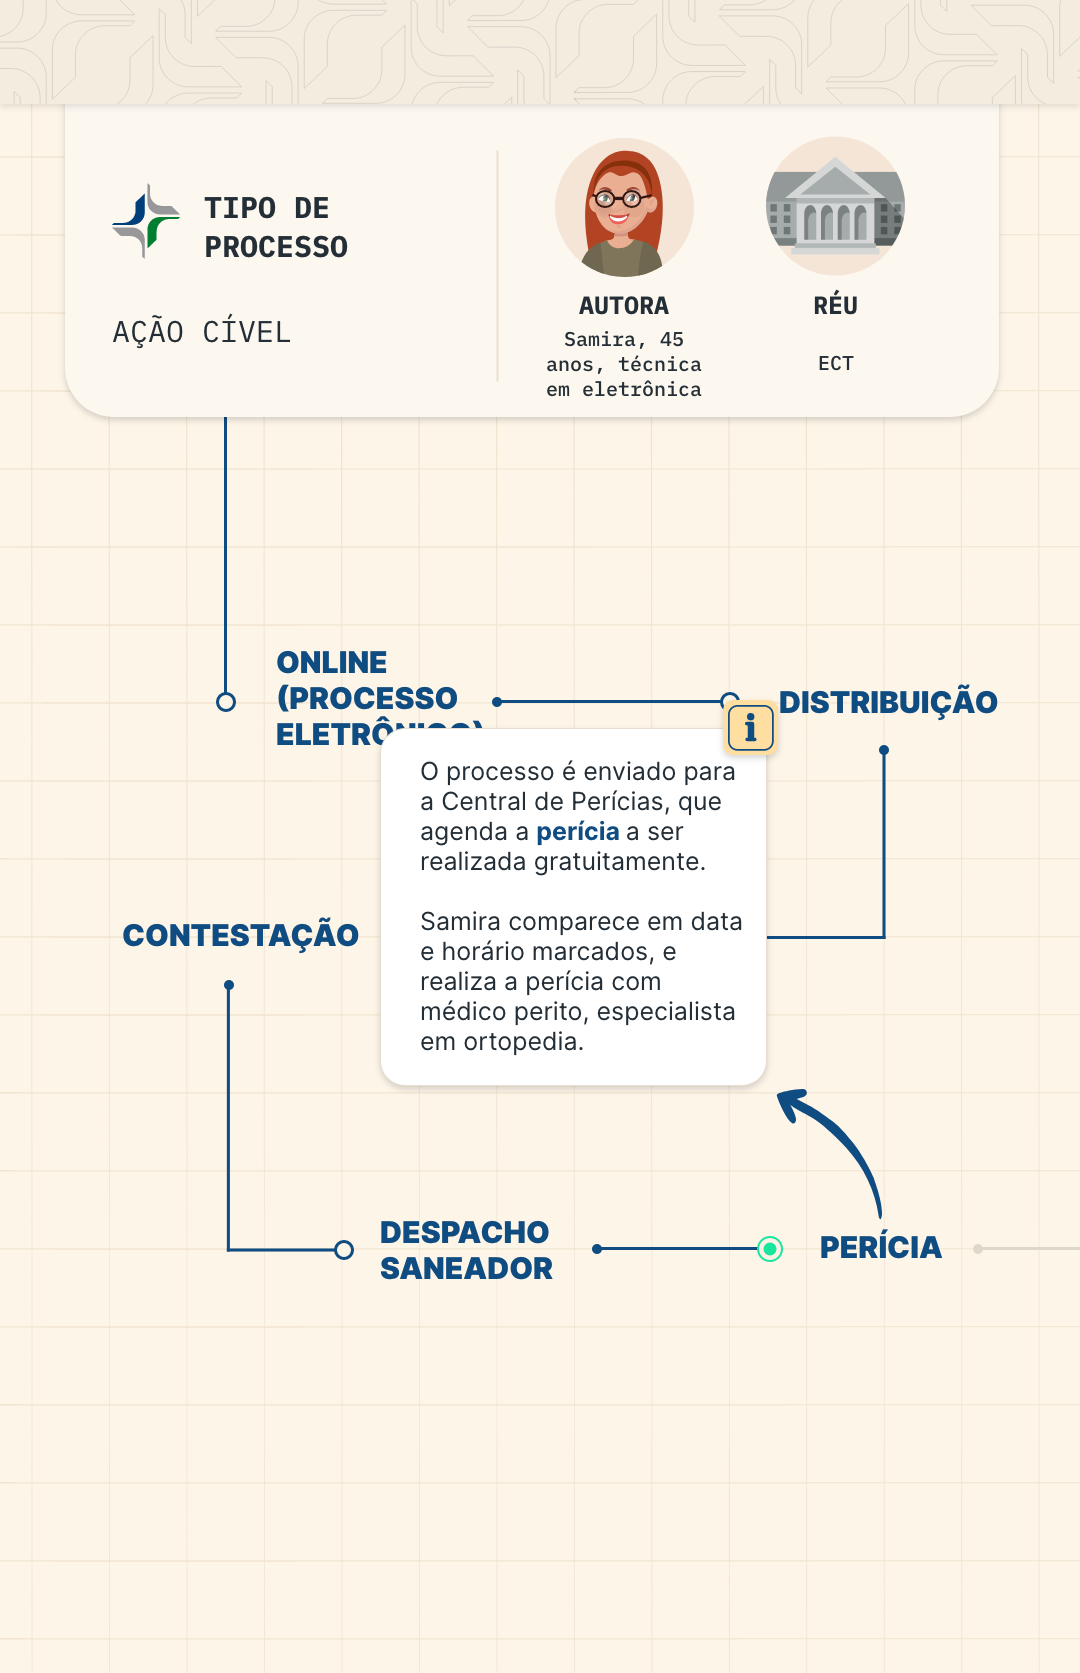 TIPO DE
PROCESSO
AÇÃO CÍVEL
AUTORA
Samira, 45
anos, técnica
em eletrônica
RÉU
ECT
ONLINE
(PROCESSO
ELETRÔNICO)
DISTRIBUIÇÃO
i
O processo é enviado para
a Central de Perícias, que
agenda a perícia a ser
realizada gratuitamente.
Samira comparece em data
e horário marcados, e
realiza a perícia com
médico perito, especialista
em ortopedia.
CONTESTAÇÃO
DESPACHO
SANEADOR
PERÍCIA